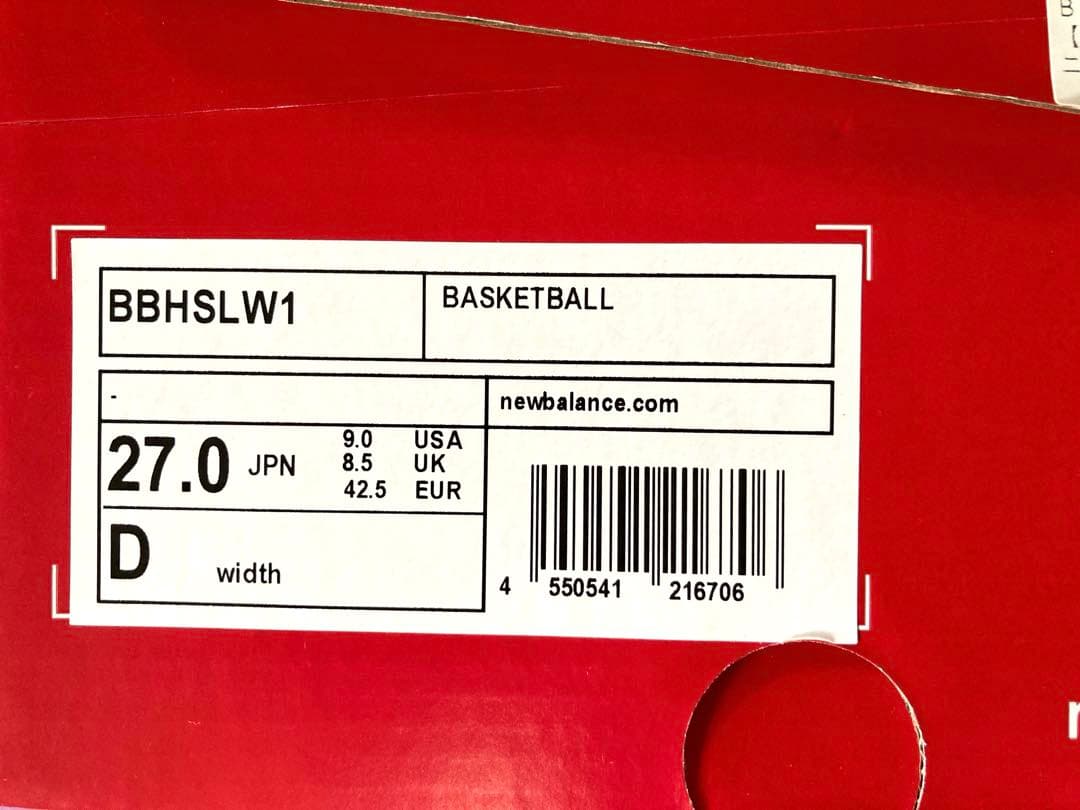 BBHSLW1
BASKETBALL
-
newbalance.com
27.0 JPN
9.0 USA
8.5 UK
42.5 EUR
D width
4 550541 216706